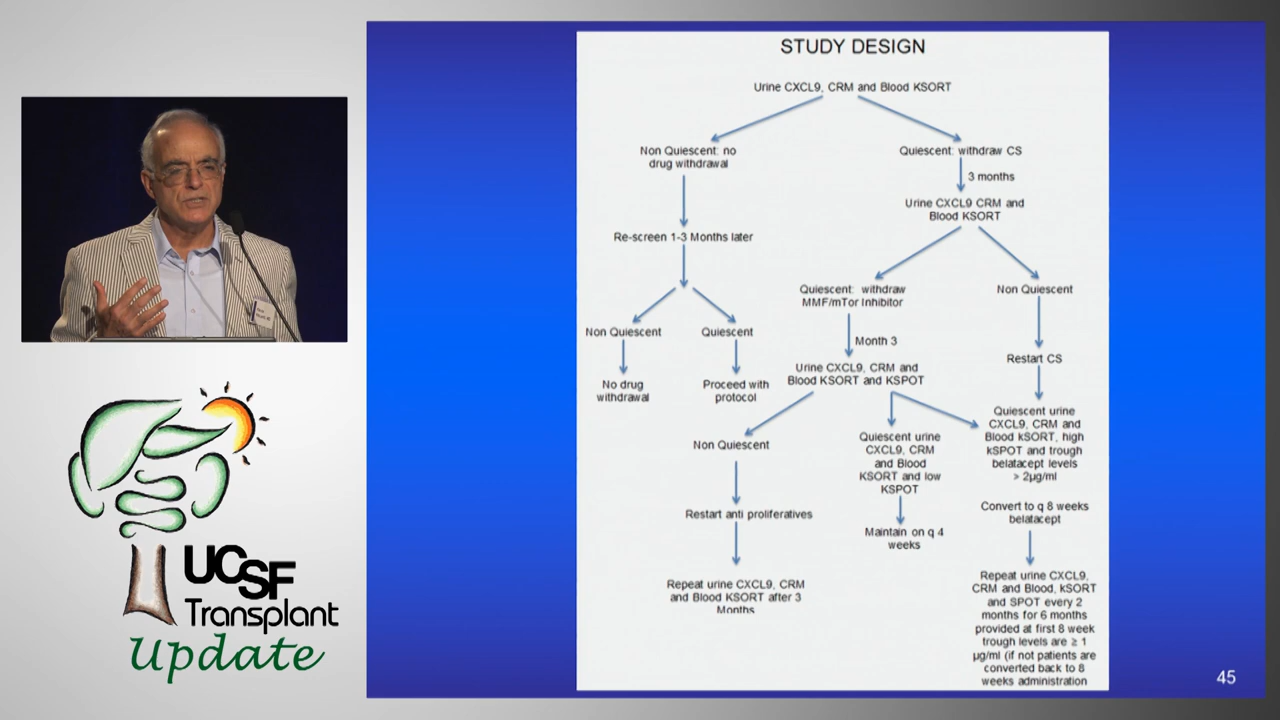 STUDY DESIGN
Urine CXCL9, CRM and Blood KSORT
Non Quiescent: no
drug withdrawal
Quiescent: withdraw CS
3 months
Urine CXCL9 CRM and
Blood KSORT
Re-screen 1-3 Months later
Quiescent: withdraw
MMF/mTor Inhibitor
Non Quiescent
Non Quiescent
Quiescent
Month 3
Restart CS
Urine CXCL9, CRM and
Blood KSORT and KSPOT
No drug
withdrawal
Proceed with
protocol
Non Quiescent
Quiescent urine
CXCL9, CRM
and Blood
KSORT and low
KSPOT
Quiescent urine
CXCL9, CRM and
Blood kSORT, high
kSPOT and trough
belatacept levels
> 2µg/ml
Restart anti proliferatives
Maintain on q 4
weeks
Convert to q 8 weeks
belatacept
Repeat urine CXCL9, CRM
and Blood KSORT after 3
Months
Repeat urine CXCL9,
CRM and Blood, kSORT
and SPOT every 2
months for 6 months
provided at first 8 week
trough levels are ≥ 1
µg/ml (if not patients are
converted back to 8
weeks administration
45
UCSF
Transplant
Update